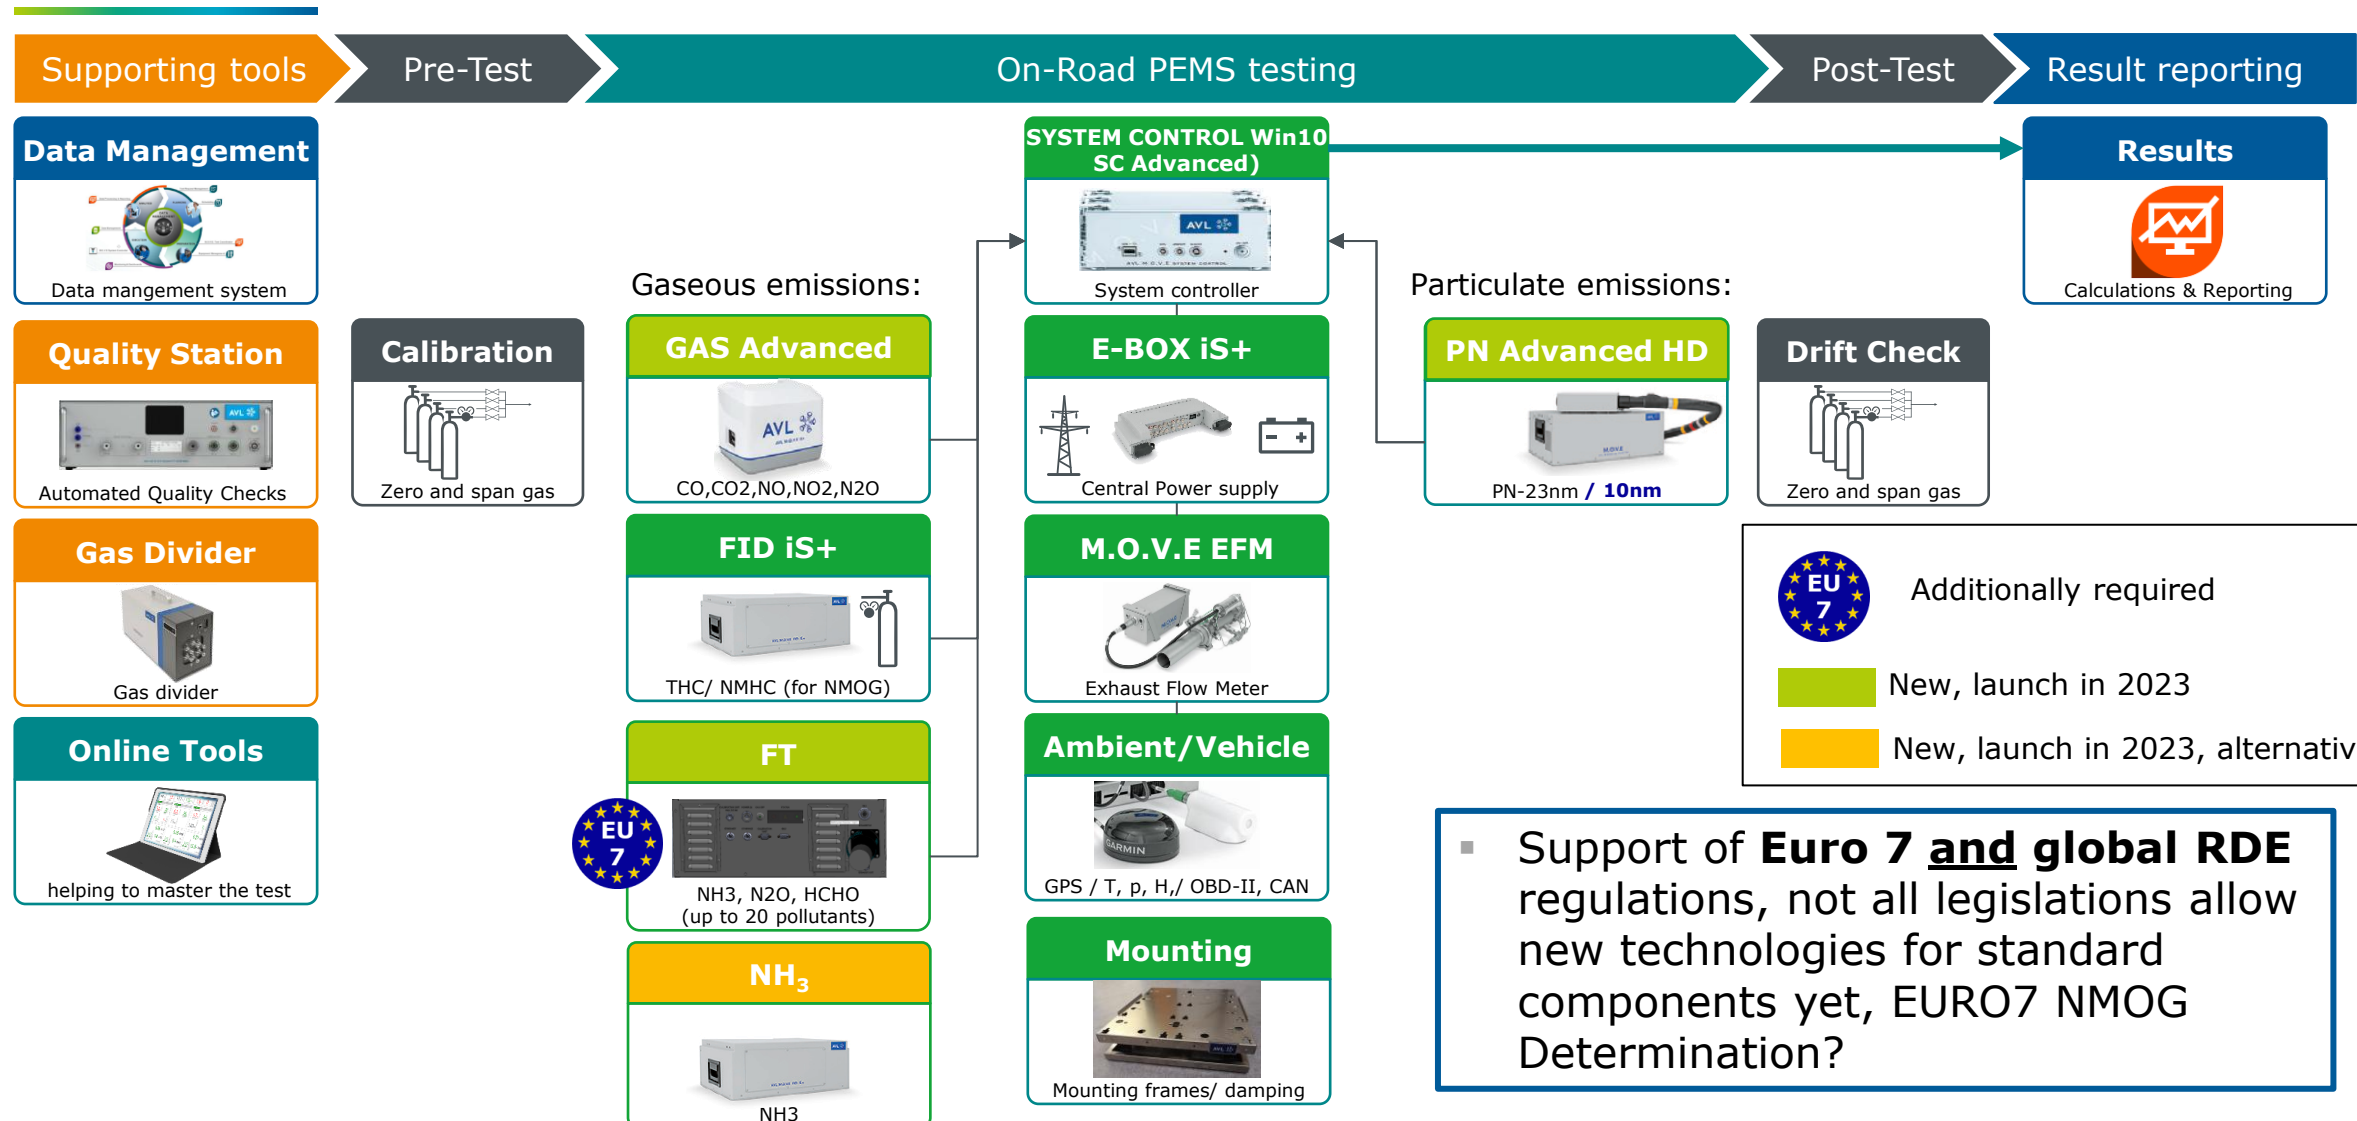 Supporting tools
Pre-Test
On-Road PEMS testing
Post-Test
Result reporting
Data Management
Data mangement system
Quality Station
AVL
Automated Quality Checks
Gas Divider
Gas divider
Online Tools
helping to master the test
Calibration
Zero and span gas
Gaseous emissions:
GAS Advanced
AVL
CO,CO2,NO,NO2,N2O
FID iS+
THC/ NMHC (for NMOG)
FT
EU
7
NH3, N2O, HCHO
(up to 20 pollutants)
NH3
NH3
SYSTEM CONTROL Win10
SC Advanced)
AVL
AVL M.O.V.E SYSTEM CONTROL
System controller
E-BOX iS+
Central Power supply
M.O.V.E EFM
Exhaust Flow Meter
Ambient/Vehicle
GARMIN
GPS / T, p, H,/ OBD-II, CAN
Mounting
AVL
Mounting frames/ damping
Particulate emissions:
PN Advanced HD
M.O.V.E
PN-23nm / 10nm
Drift Check
Zero and span gas
Results
Calculations & Reporting
EU
7
Additionally required
New, launch in 2023
New, launch in 2023, alternativ
▪ Support of Euro 7 and global RDE
regulations, not all legislations allow
new technologies for standard
components yet, EURO7 NMOG
Determination?